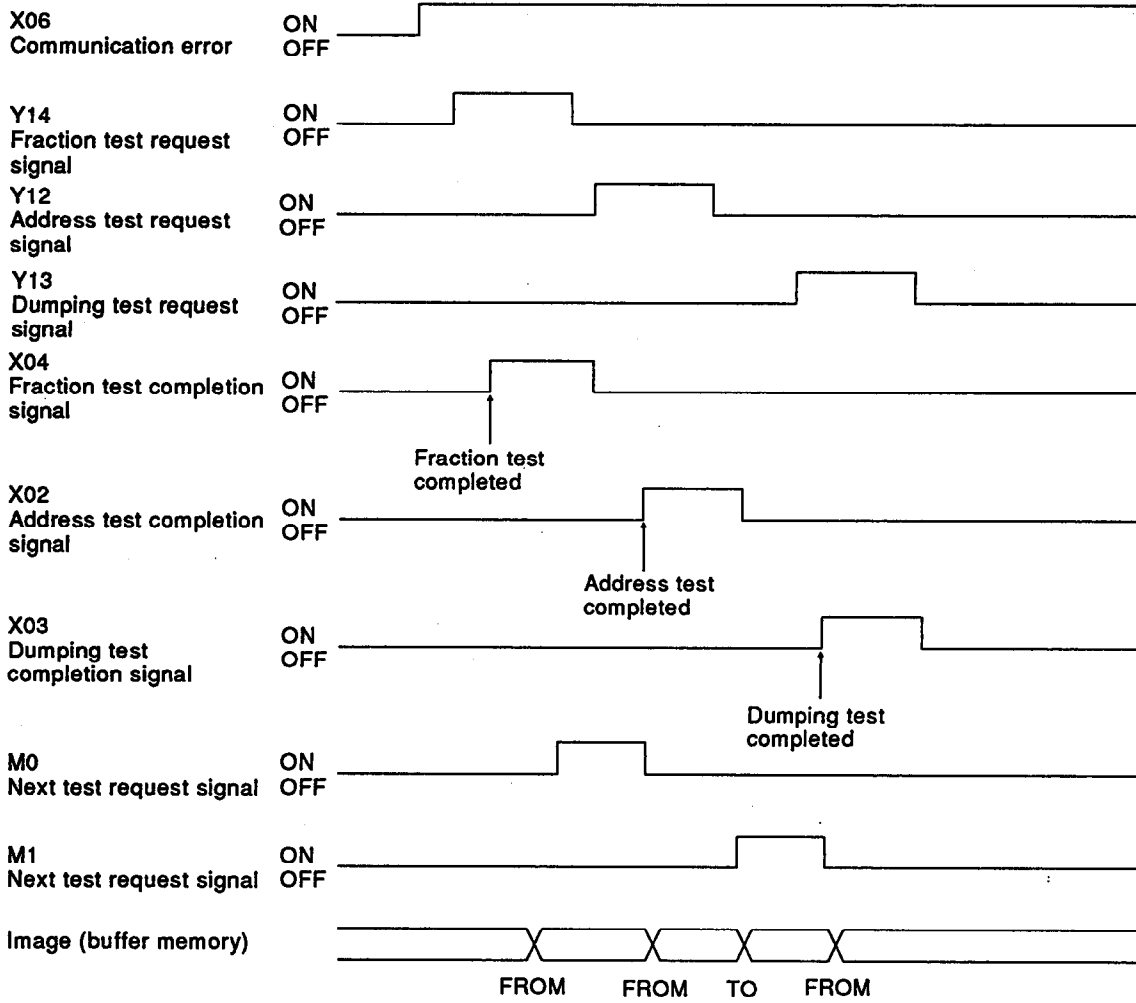 X06
Communication error
ON
OFF
Y14
Fraction test request
signal
ON
OFF
Y12
Address test request
signal
ON
OFF
Y13
Dumping test request
signal
ON
OFF
X04
Fraction test completion
signal
ON
OFF
Fraction test
completed
X02
Address test completion
signal
ON
OFF
Address test
completed
X03
Dumping test
completion signal
ON
OFF
Dumping test
completed
M0
Next test request signal
ON
OFF
M1
Next test request signal
ON
OFF
Image (buffer memory)
FROM FROM TO FROM